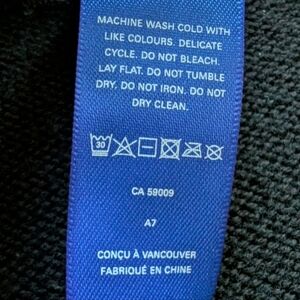 MACHINE WASH COLD WITH
LIKE COLOURS. DELICATE
CYCLE. DO NOT BLEACH.
LAY FLAT. DO NOT TUMBLE
DRY. DO NOT IRON. DO NOT
DRY CLEAN.
30
CA 59009
A7
CONÇU À VANCOUVER
FABRIQUÉ EN CHINE